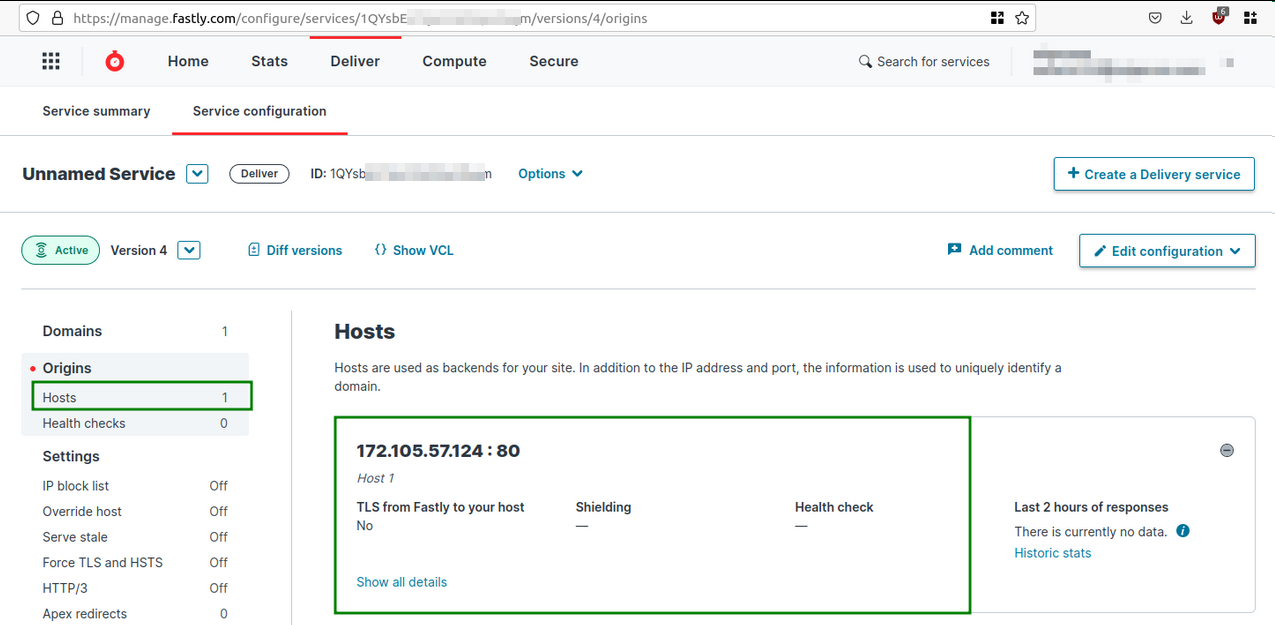 https://manage.fastly.com/configure/services/1QYsbE m/versions/4/origins
6
Home Stats Deliver Compute Secure Search for services
Service summary Service configuration
Unnamed Service Deliver ID: 1QYsb m Options + Create a Delivery service
Active Version 4 Diff versions {} Show VCL Add comment Edit configuration
Domains 1
Origins
Hosts 1
Health checks 0
Settings
IP block list Off
Override host Off
Serve stale Off
Force TLS and HSTS Off
HTTP/3 Off
Apex redirects 0
Hosts
Hosts are used as backends for your site. In addition to the IP address and port, the information is used to uniquely identify a
domain.
172.105.57.124 : 80
Host 1
TLS from Fastly to your host Shielding Health check Last 2 hours of responses
No — — There is currently no data.
Historic stats
Show all details